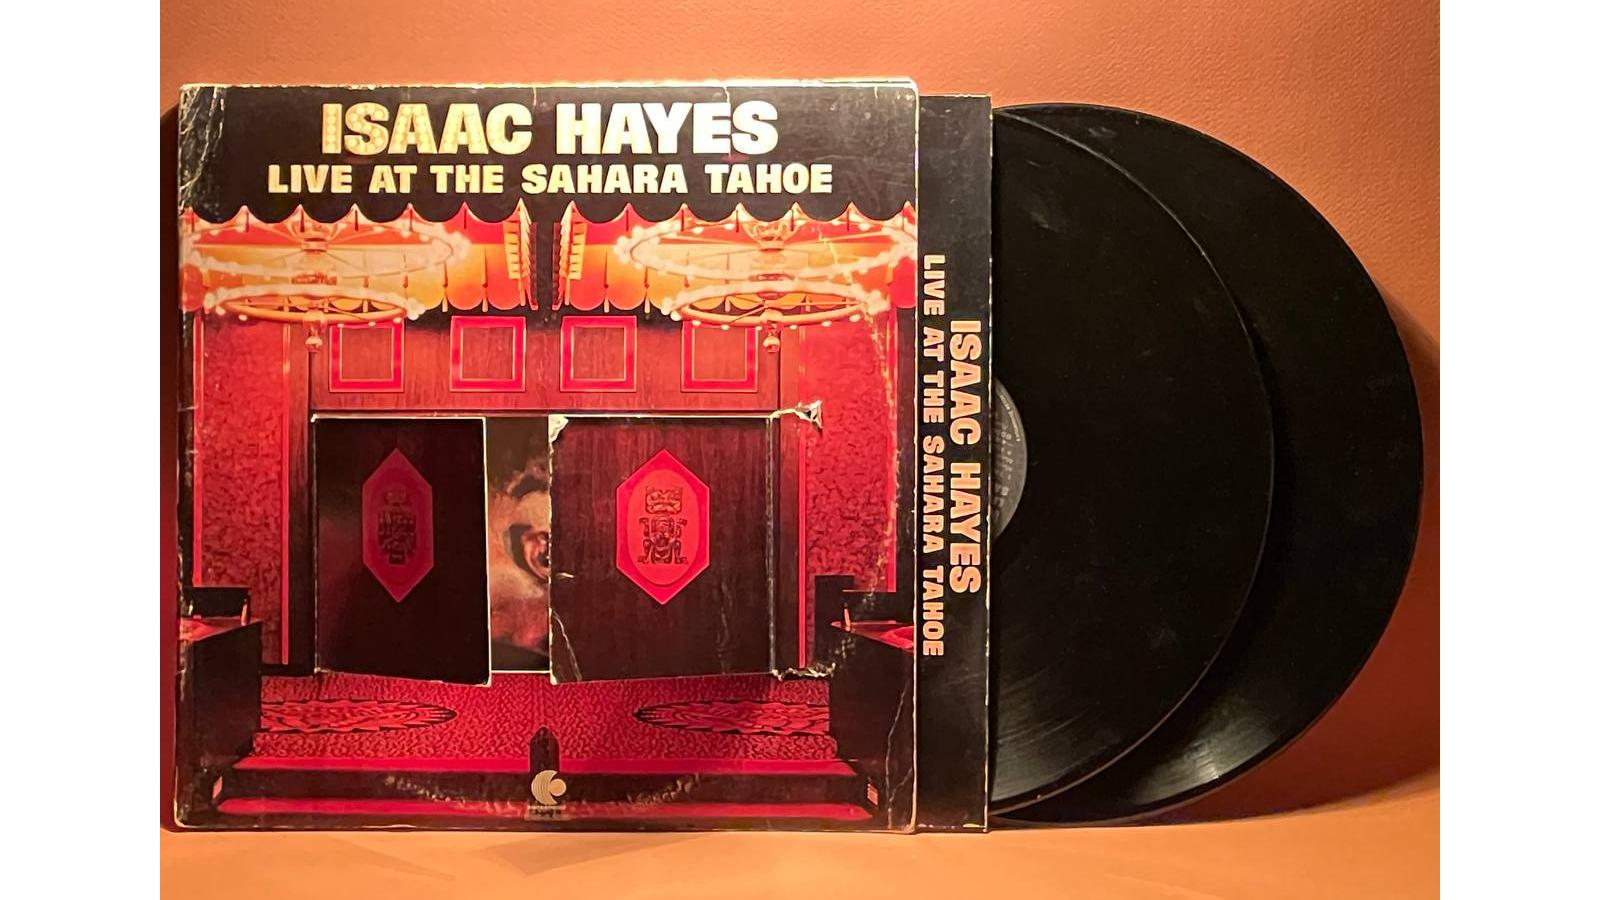 ISAAC HAYES
LIVE AT THE SAHARA TAHOE
ISAAC HAYES
LIVE AT THE SAHARA TAHOE